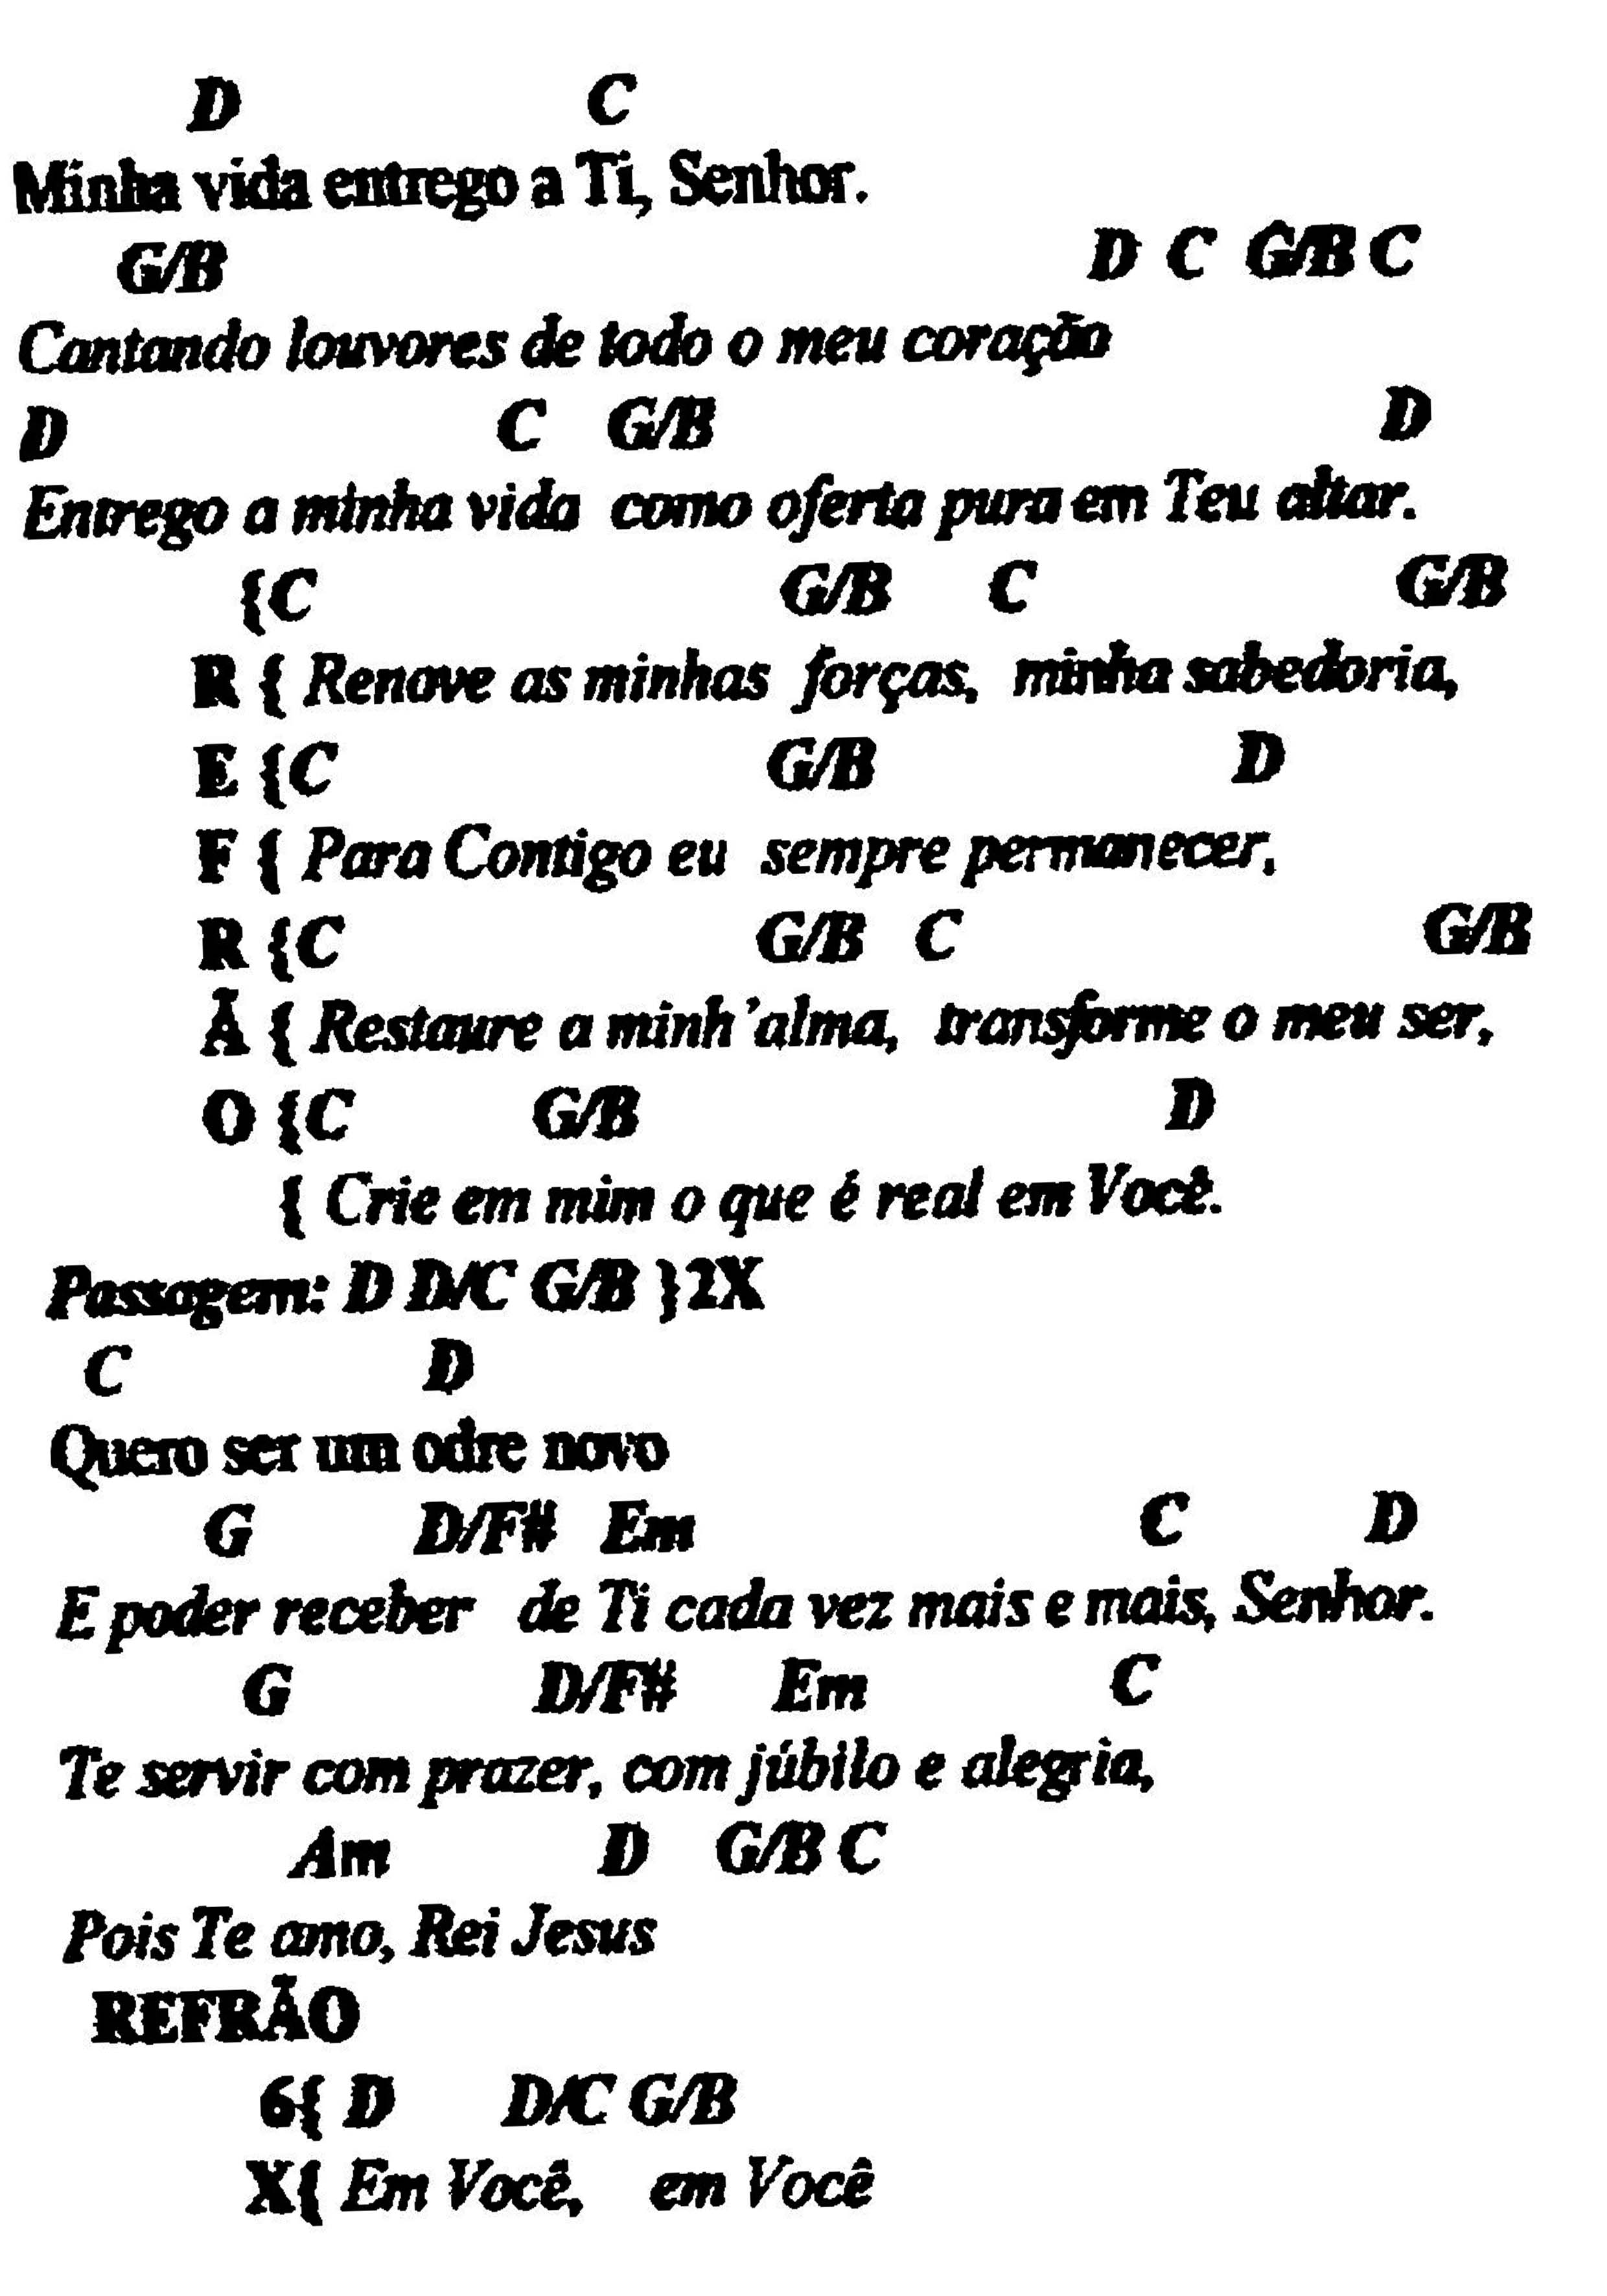 D C
Minha vida entrego a Ti, Senhor.
G/B D C G/B C
Cantando louvores de todo o meu coração
D C G/B D
Entrego a minha vida como oferta pura em Teu altar.
{C G/B C G/B
R { Renove as minhas forças, minha sabedoria,
E {C G/B D
F { Para Contigo eu sempre permanecer,
R {C G/B C G/B
Ã { Restaure a minh'alma, transforme o meu ser,
O {C G/B D
{ Crie em mim o que é real em Você.
Passagem: D D/C G/B }2X
C D
Quero ser um odre novo
G D/F# Em C D
E poder receber de Ti cada vez mais e mais, Senhor.
G D/F# Em C
Te servir com prazer, com júbilo e alegria,
Am D G/B C
Pois Te amo, Rei Jesus
REFRÃO
6{ D D/C G/B
X{ Em Você, em Você